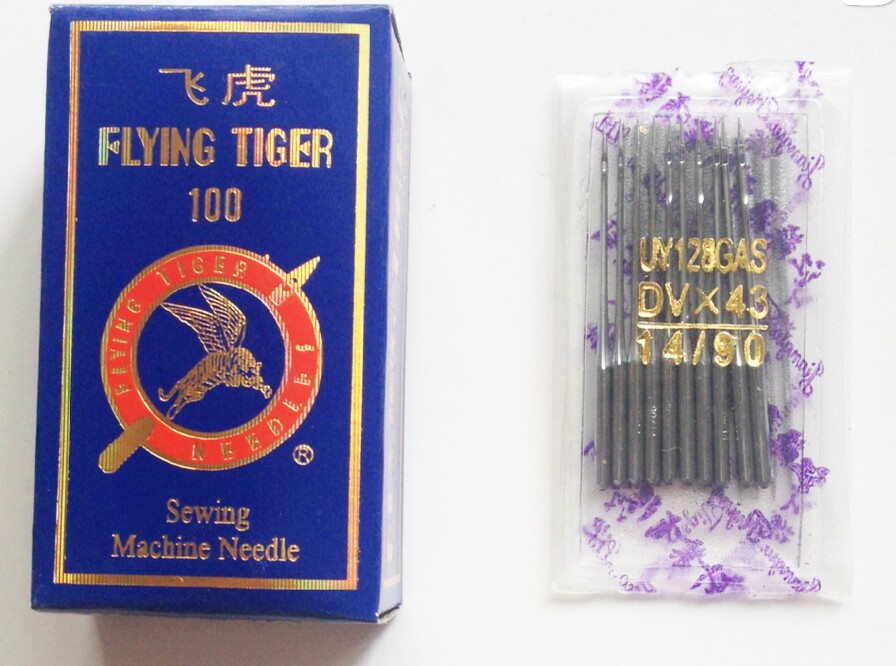 飞虎
FLYING TIGER
100
FLYING TIGER
NEEDLE
®
Sewing
Machine Needle
UY128GAS
DV×43
14/90